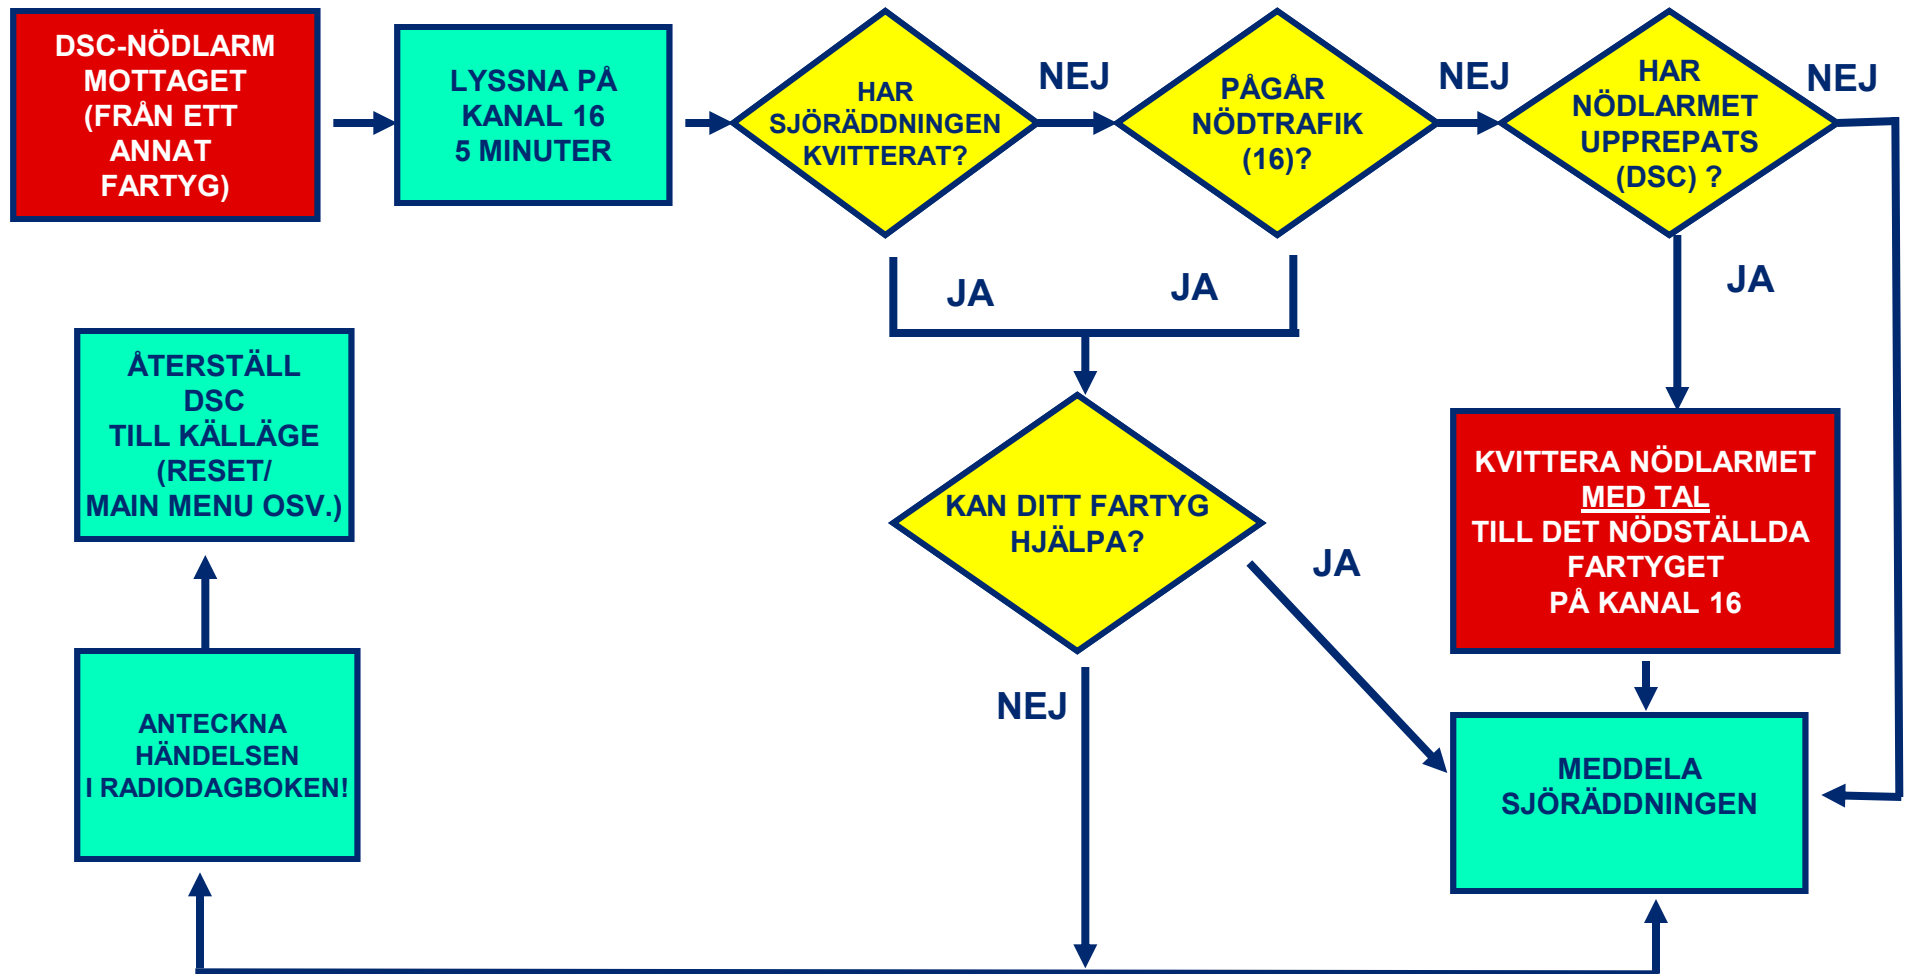 DSC-NÖDLARM
MOTTAGET
(FRÅN ETT
ANNAT
FARTYG)
LYSSNA PÅ
KANAL 16
5 MINUTER
HAR
SJÖRÄDDNINGEN
KVITTERAT?
NEJ
PÅGÅR
NÖDTRAFIK
(16)?
NEJ
HAR
NÖDLARMET
UPPREPATS
(DSC) ?
NEJ
JA
JA
JA
ÅTERSTÄLL
DSC
TILL KÄLLÄGE
(RESET/
MAIN MENU OSV.)
KAN DITT FARTYG
HJÄLPA?
JA
KVITTERA NÖDLARMET
MED TAL
TILL DET NÖDSTÄLLDA
FARTYGET
PÅ KANAL 16
NEJ
ANTECKNA
HÄNDELSEN
I RADIODAGBOKEN!
MEDDELA
SJÖRÄDDNINGEN